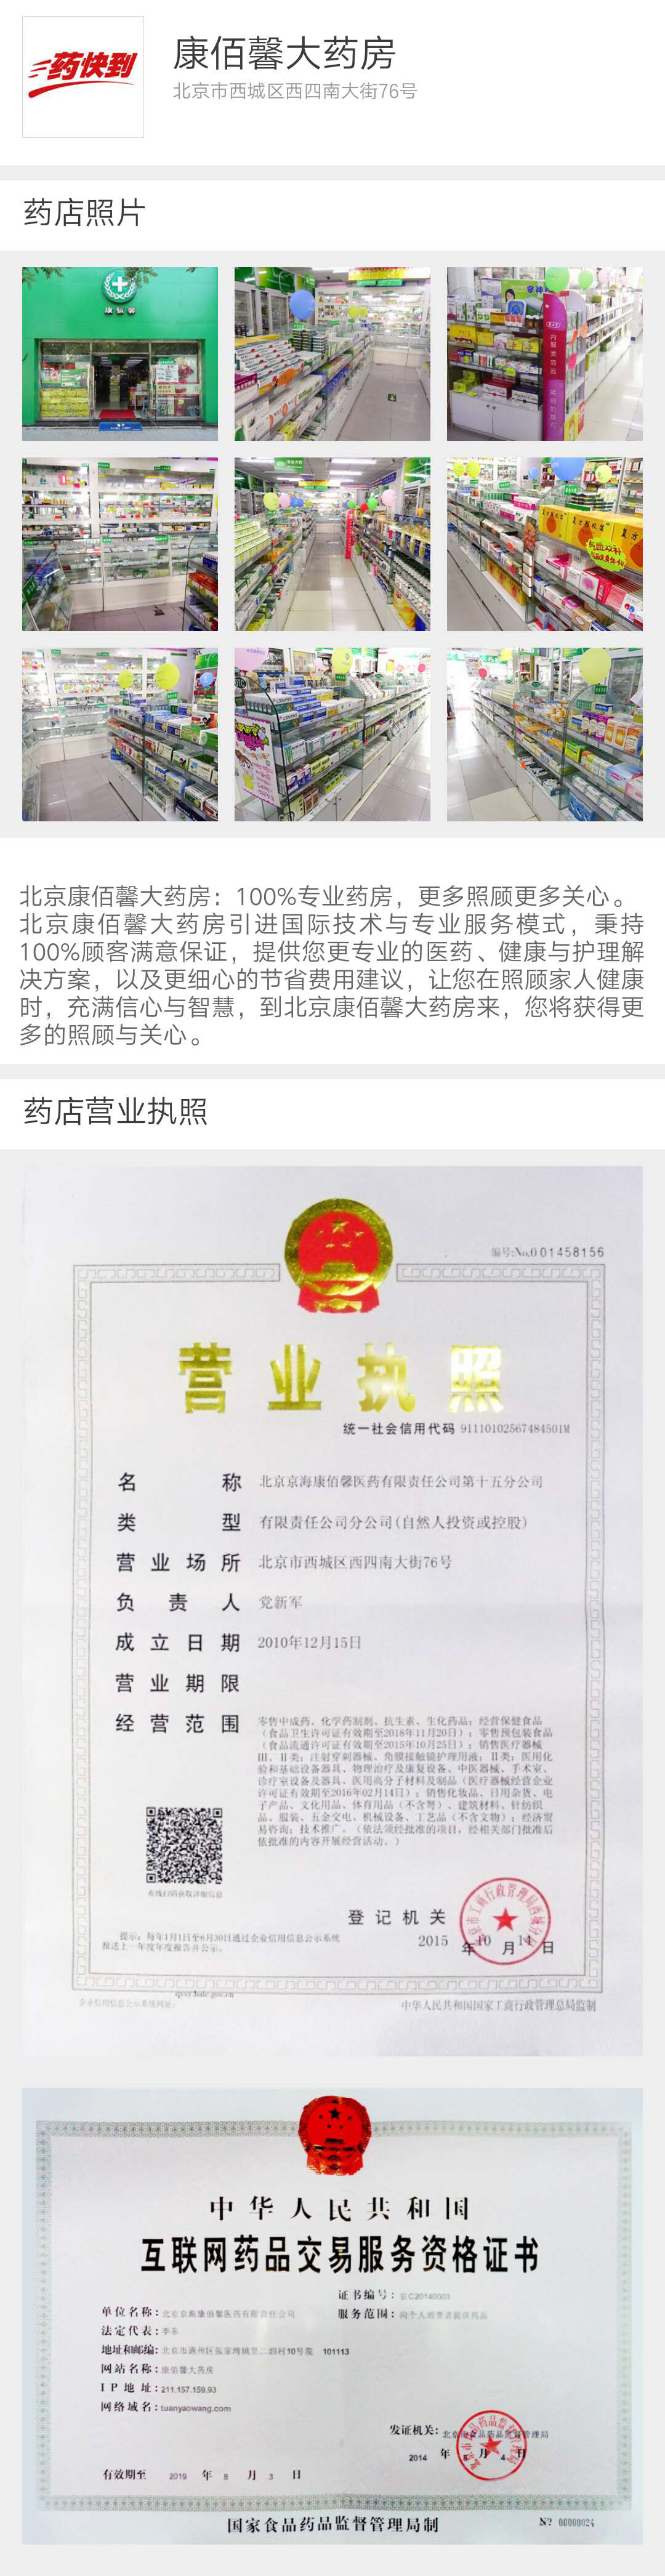 药快到
康佰馨大药房
北京市西城区西四南大街76号
药店照片
康佰馨
北京康佰馨大药房：100%专业药房，更多照顾更多关心。
北京康佰馨大药房引进国际技术与专业服务模式，秉持
100%顾客满意保证，提供您更专业的医药、健康与护理解
决方案，以及更细心的节省费用建议，让您在照顾家人健康
时，充满信心与智慧，到北京康佰馨大药房来，您将获得更
多的照顾与关心。
药店营业执照
编号:No.0 01458156
营业执照
统一社会信用代码 91110102567484501M
名称 北京京海康佰馨医药有限责任公司第十五分公司
类型 有限责任公司分公司(自然人投资或控股)
营业场所 北京市西城区西四南大街76号
负责人 党新军
成立日期 2010年12月15日
营业期限
经营范围 零售中成药、化学药制剂、抗生素、生化药品；经营保健食品
（食品卫生许可证有效期至2018年11月20日）；零售预包装食品
（食品流通许可证有效期至2015年10月25日）；销售医疗器械
III、II类：注射穿刺器械、角膜接触镜护理用液；II类：医用化
验和基础设备器具、物理治疗及康复设备、中医器械、手术室、
诊疗室设备及器具、医用高分子材料及制品（医疗器械经营企业
许可证有效期至2016年02月14日）；销售化妆品、日用杂货、电
子产品、文化用品、体育用品（不含弩）、建筑材料、针纺织
品、服装、五金交电、机械设备、工艺品（不含文物）；经济贸
易咨询；技术推广。（依法须经批准的项目，经相关部门批准后
依批准的内容开展经营活动。）
在线扫码获取详细信息
登记机关
2015 年 10 月 14 日
提示：每年1月1日至6月30日通过企业信用信息公示系统
报送上一年度年度报告并公示。
企业信用信息公示系统网址：
中华人民共和国国家工商行政管理总局监制
中华人民共和国
互联网药品交易服务资格证书
证书编号：京C20140003
单位名称：北京京海康佰馨医药有限责任公司
服务范围：向个人消费者提供药品
法定代表：李东
地址和邮编: 101113
网站名称：康佰馨大药房
IP 地 址：211.157.159.93
网络域名：tuanyaowang.com
发证机关：北京市食品药品监督管理局
2014 年 8 月 4 日
有效期至 2019 年 8 月 3 日
国家食品药品监督管理局制
N? 00000024